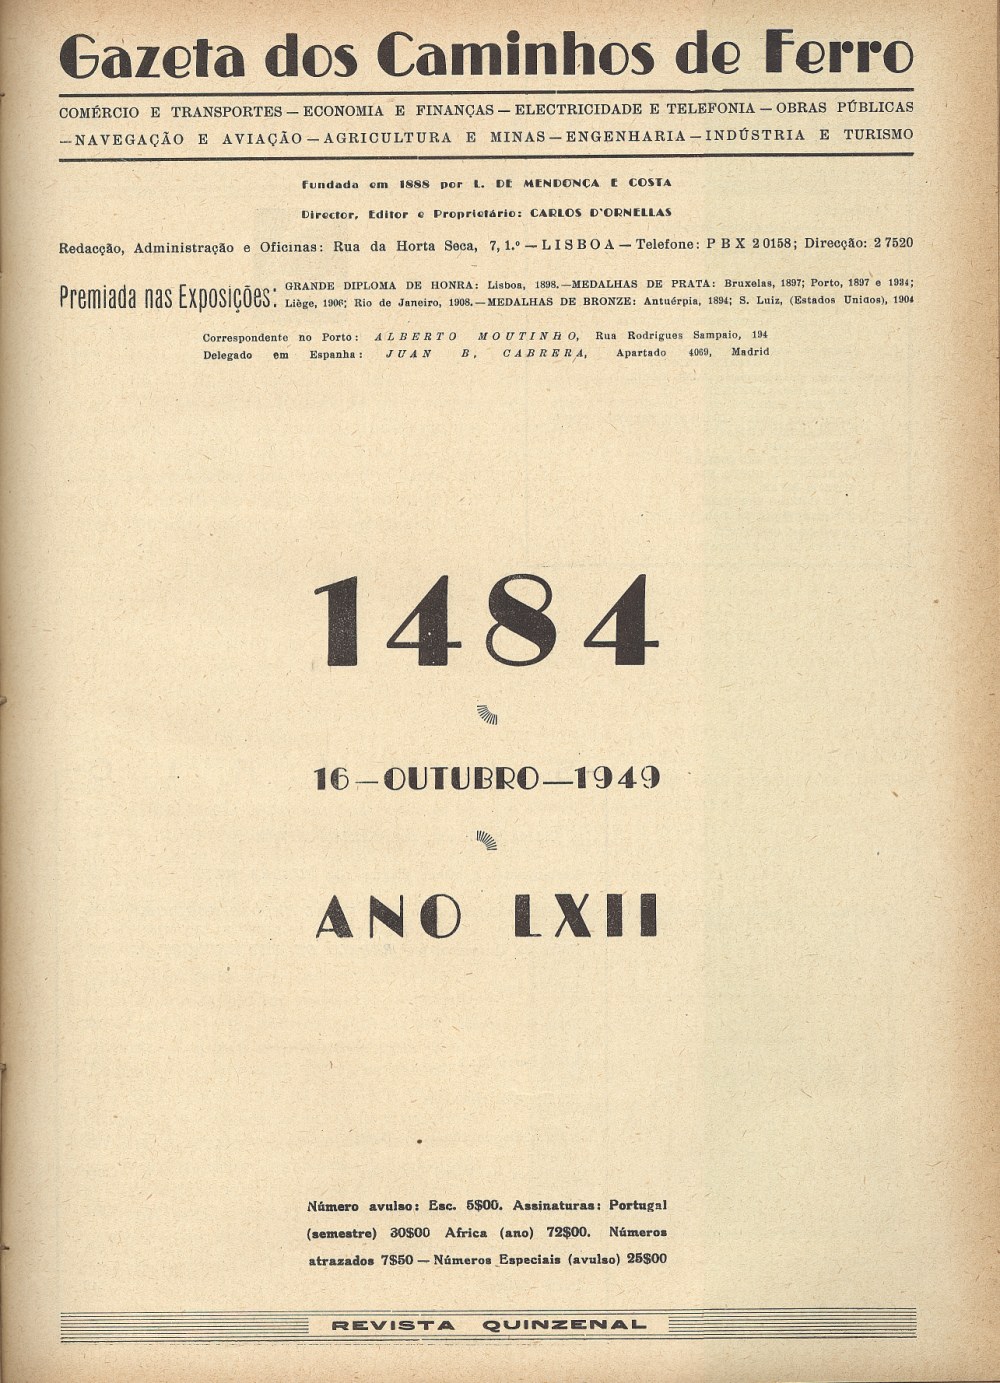 Gazeta dos Caminhos de Ferro
COMÉRCIO E TRANSPORTES — ECONOMIA E FINANÇAS — ELECTRICIDADE E TELEFONIA — OBRAS PÚBLICAS
— NAVEGAÇÃO E AVIAÇÃO — AGRICULTURA E MINAS — ENGENHARIA — INDÚSTRIA E TURISMO
Fundada em 1888 por L. DE MENDONÇA E COSTA
Director, Editor e Proprietário: CARLOS D'ORNELLAS
Redacção, Administração e Oficinas: Rua da Horta Seca, 7, 1.º — LISBOA — Telefone: PBX 20158; Direcção: 27520
Premiada nas Exposições:
GRANDE DIPLOMA DE HONRA: Lisboa, 1898.—MEDALHAS DE PRATA: Bruxelas, 1897; Porto, 1897 e 1934;
Liège, 1906; Rio de Janeiro, 1908.—MEDALHAS DE BRONZE: Antuérpia, 1894; S. Luiz, (Estados Unidos), 1904
Correspondente no Porto: ALBERTO MOUTINHO, Rua Rodrigues Sampaio, 194
Delegado em Espanha: JUAN B. CABRERA, Apartado 4069, Madrid
1484
16—OUTUBRO—1949
ANO LXII
Número avulso: Esc. 5$00. Assinaturas: Portugal
(semestre) 30$00 Africa (ano) 72$00. Números
atrazados 7$50 — Números Especiais (avulso) 25$00
REVISTA QUINZENAL